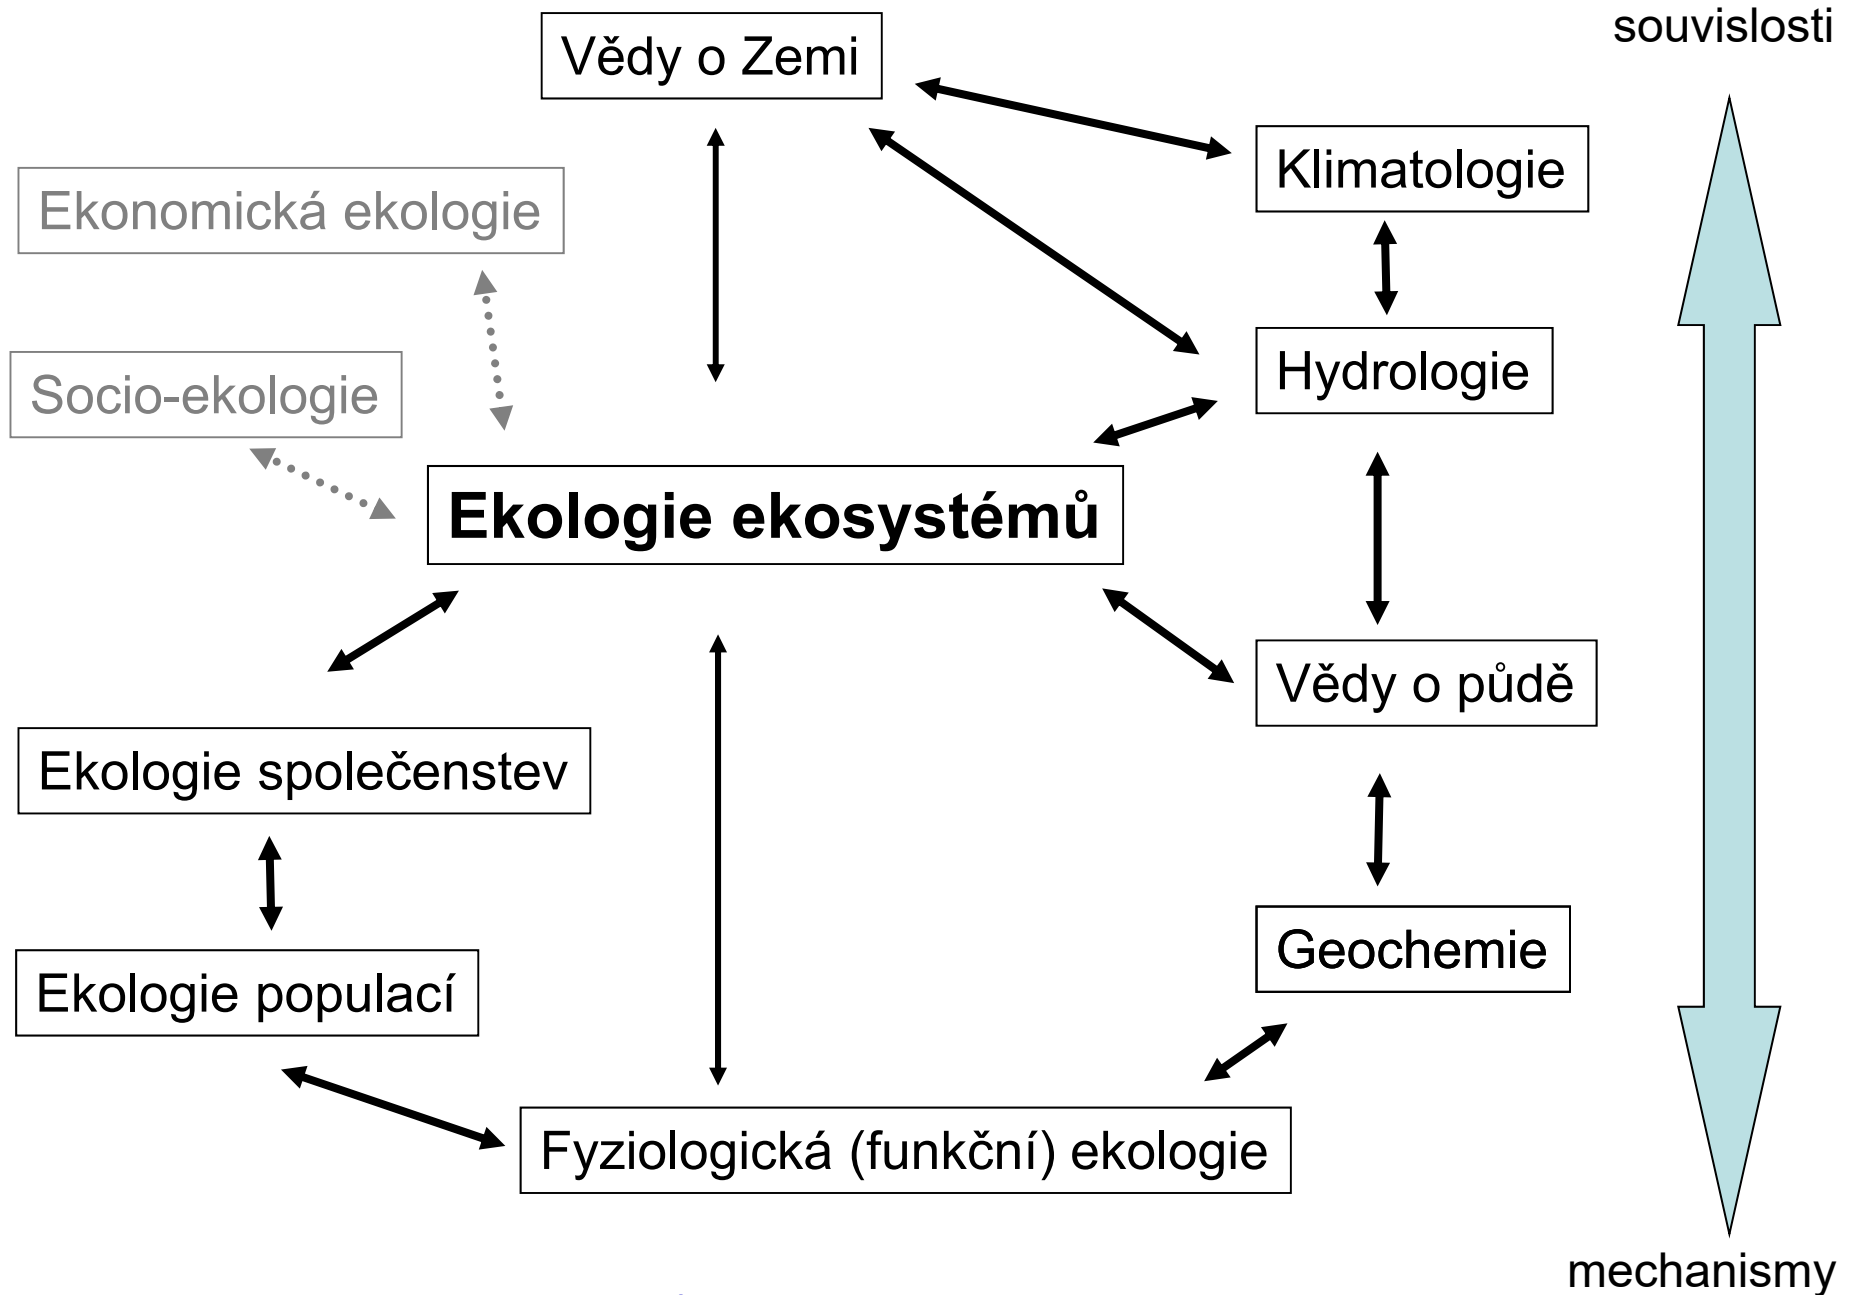 souvislosti
Vědy o Zemi
Klimatologie
Ekonomická ekologie
Hydrologie
Socio-ekologie
Ekologie ekosystémů
Vědy o půdě
Ekologie společenstev
Geochemie
Ekologie populací
Fyziologická (funkční) ekologie
mechanismy